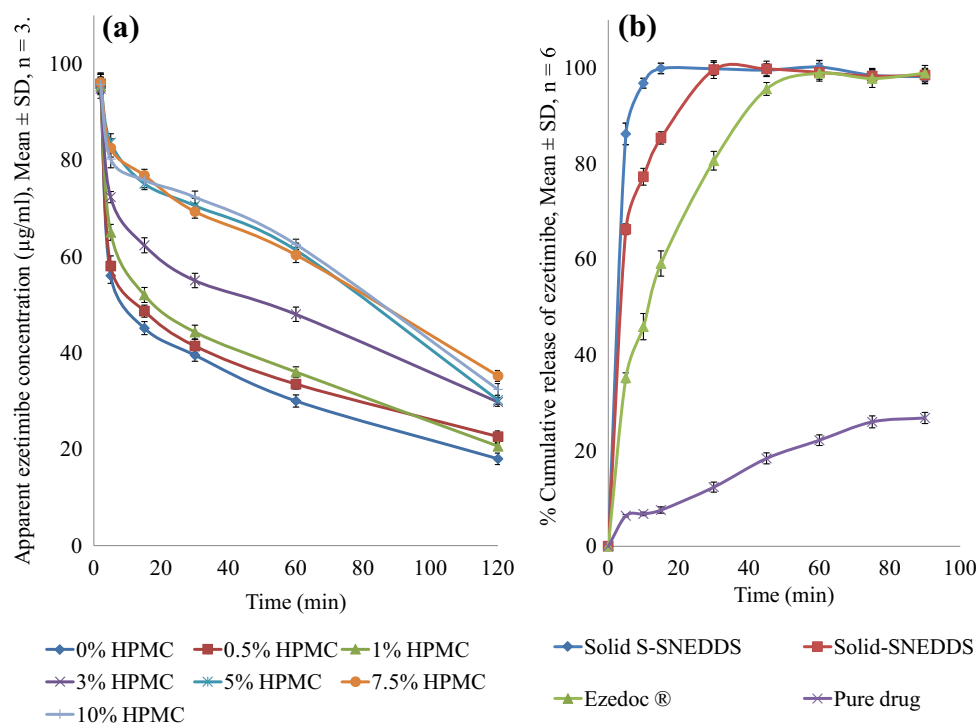 (a)
Apparent ezetimibe concentration (µg/ml), Mean ± SD, n = 3.
100
80
60
40
20
0
0 20 40 60 80 100 120
Time (min)
0% HPMC 0.5% HPMC 1% HPMC
3% HPMC 5% HPMC 7.5% HPMC
10% HPMC
(b)
% Cumulative release of ezetimibe, Mean ± SD, n = 6
100
80
60
40
20
0
0 20 40 60 80 100
Time (min)
Solid S-SNEDDS Solid-SNEDDS
Ezedoc ® Pure drug